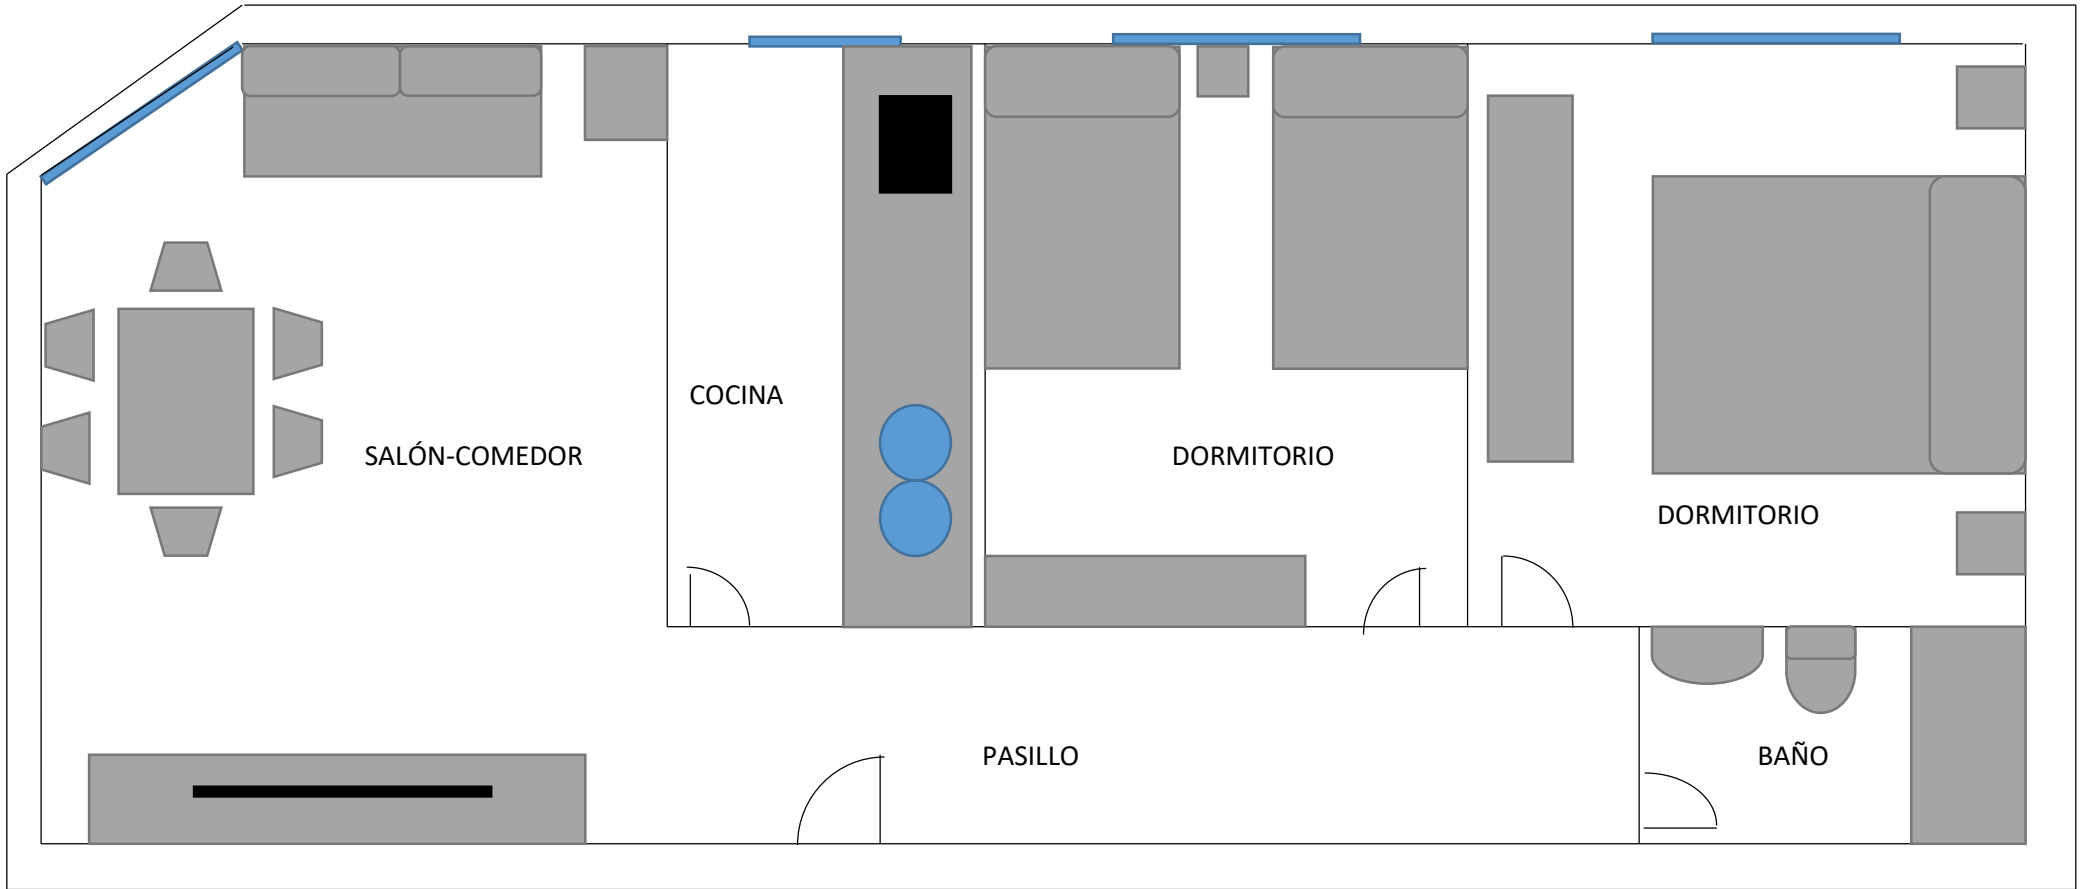 COCINA
SALÓN-COMEDOR
DORMITORIO
DORMITORIO
PASILLO
BAÑO